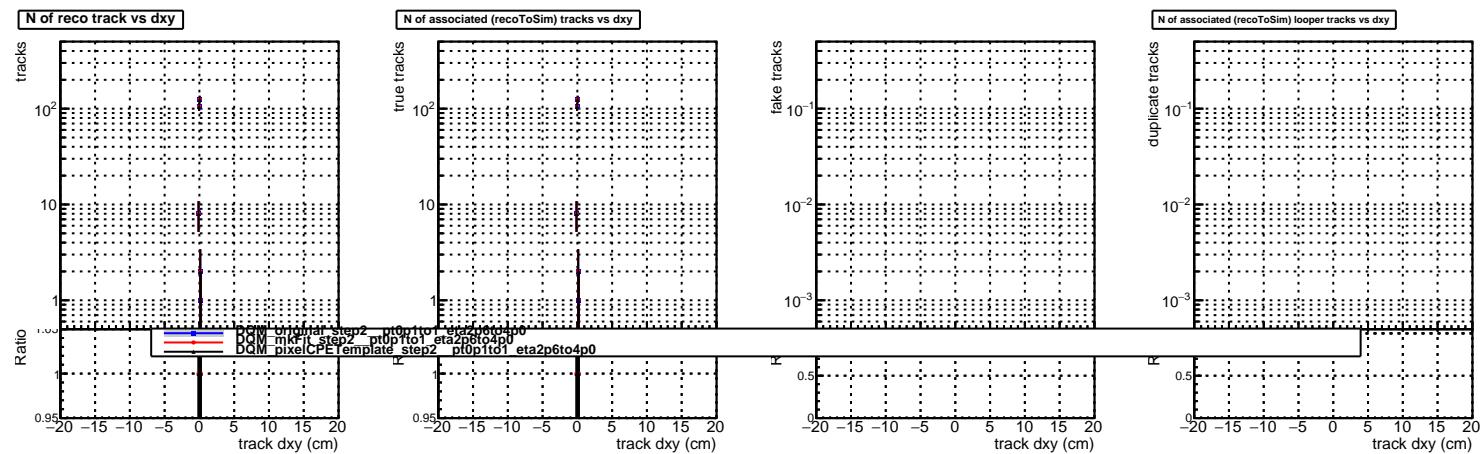 N of reco track vs dxy
N of associated (recoToSim) tracks vs dxy
N of associated (recoToSim) looper tracks vs dxy
tracks
10²
10
1
true tracks
10²
10
1
fake tracks
10⁻¹
10⁻²
10⁻³
duplicate tracks
10⁻¹
10⁻²
10⁻³
DQM_original_step2__pt0p1to1_eta2p6to4p0
DQM_mkFit_step2__pt0p1to1_eta2p6to4p0
DQM_pixelCPETemplate_step2__pt0p1to1_eta2p6to4p0
Ratio
1.05
1
0.95
−20 −15 −10 −5 0 5 10 15 20
track dxy (cm)
1
0.95
−20 −15 −10 −5 0 5 10 15 20
track dxy (cm)
0.5
0
−20 −15 −10 −5 0 5 10 15 20
track dxy (cm)
0.5
0
−20 −15 −10 −5 0 5 10 15 20
track dxy (cm)